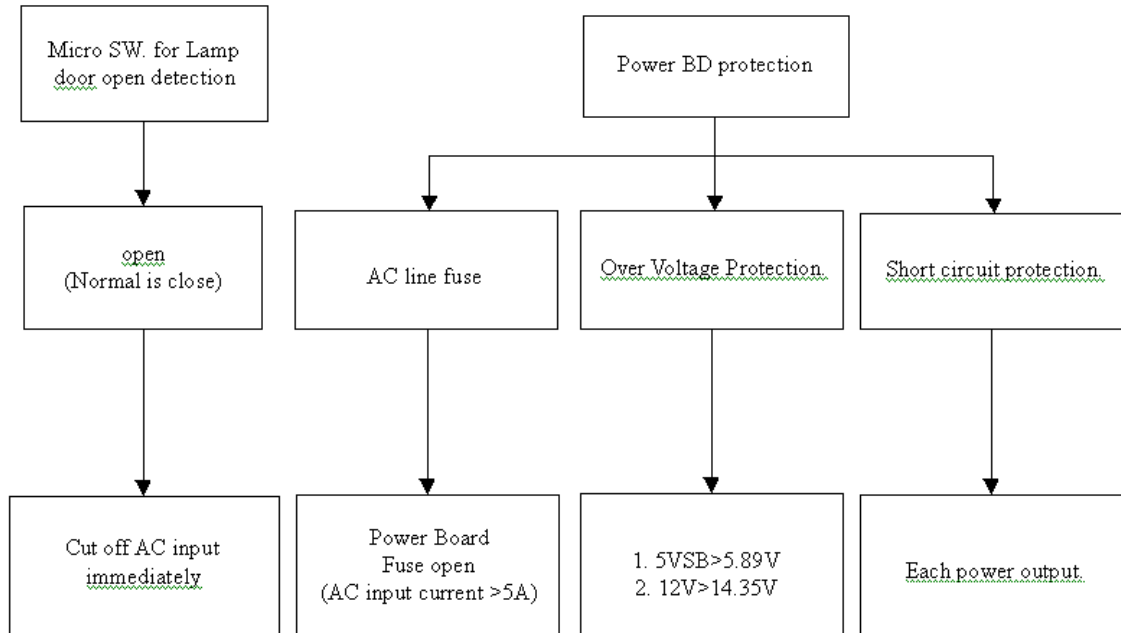 Micro SW. for Lamp
door open detection
Power BD protection
open
(Normal is close)
AC line fuse
Over Voltage Protection.
Short circuit protection.
Cut off AC input
immediately
Power Board
Fuse open
(AC input current >5A)
1. 5VSB>5.89V
2. 12V>14.35V
Each power output.